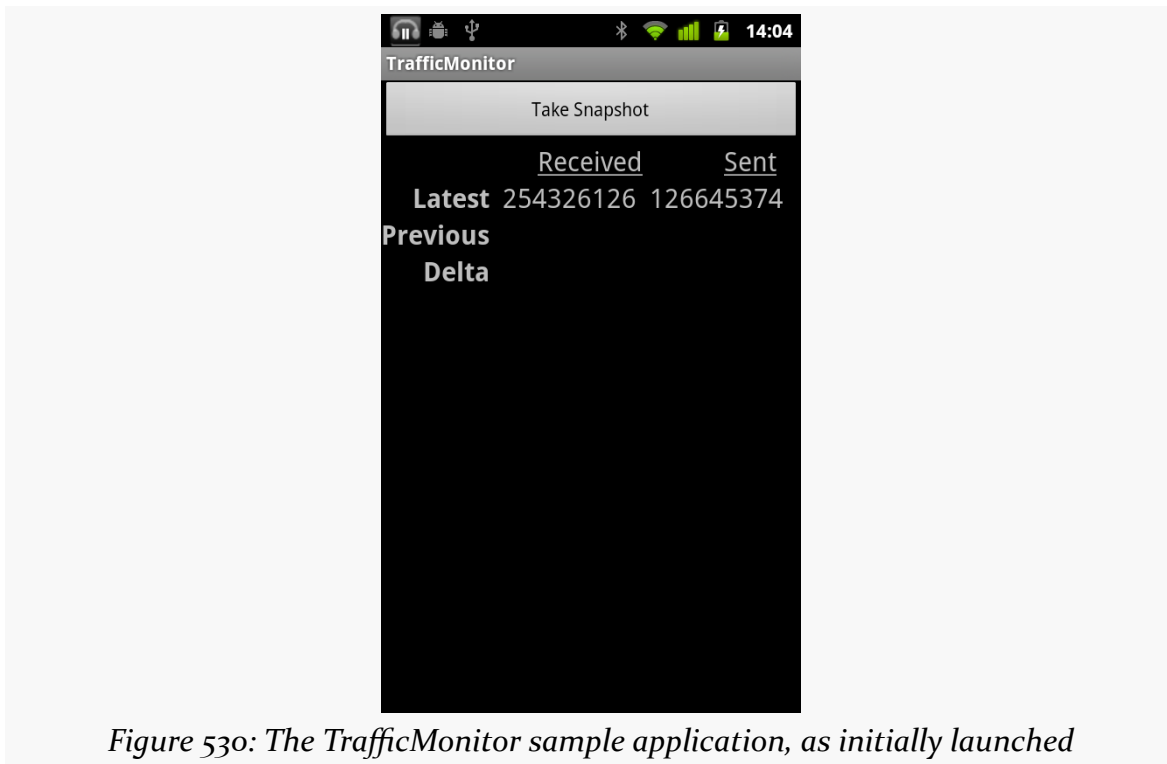 14:04
TrafficMonitor
Take Snapshot
Received Sent
Latest 254326126 126645374
Previous
Delta
Figure 530: The TrafficMonitor sample application, as initially launched